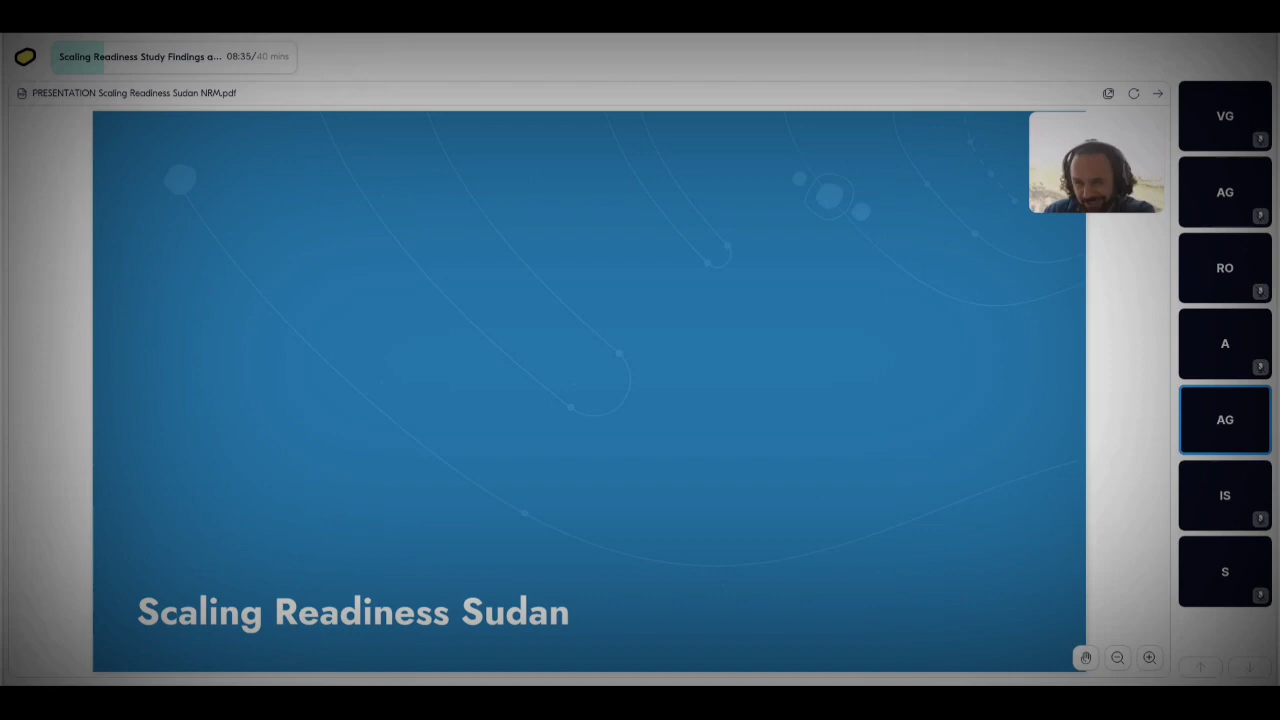 Scaling Readiness Study Findings a... 08:35/40 mins
PRESENTATION Scaling Readiness Sudan NRM.pdf
VG
AG
RO
A
AG
IS
S
Scaling Readiness Sudan